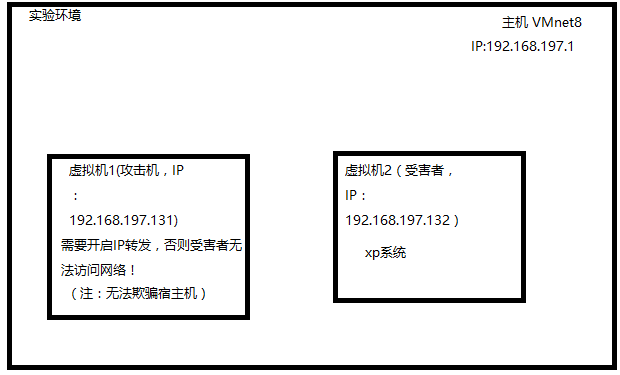 实验环境
主机 VMnet8
IP:192.168.197.1
虚拟机1(攻击机，IP
：
192.168.197.131)
需要开启IP转发，否则受害者无
法访问网络！
（注：无法欺骗宿主机）
虚拟机2（受害者，
IP：
192.168.197.132）
xp系统